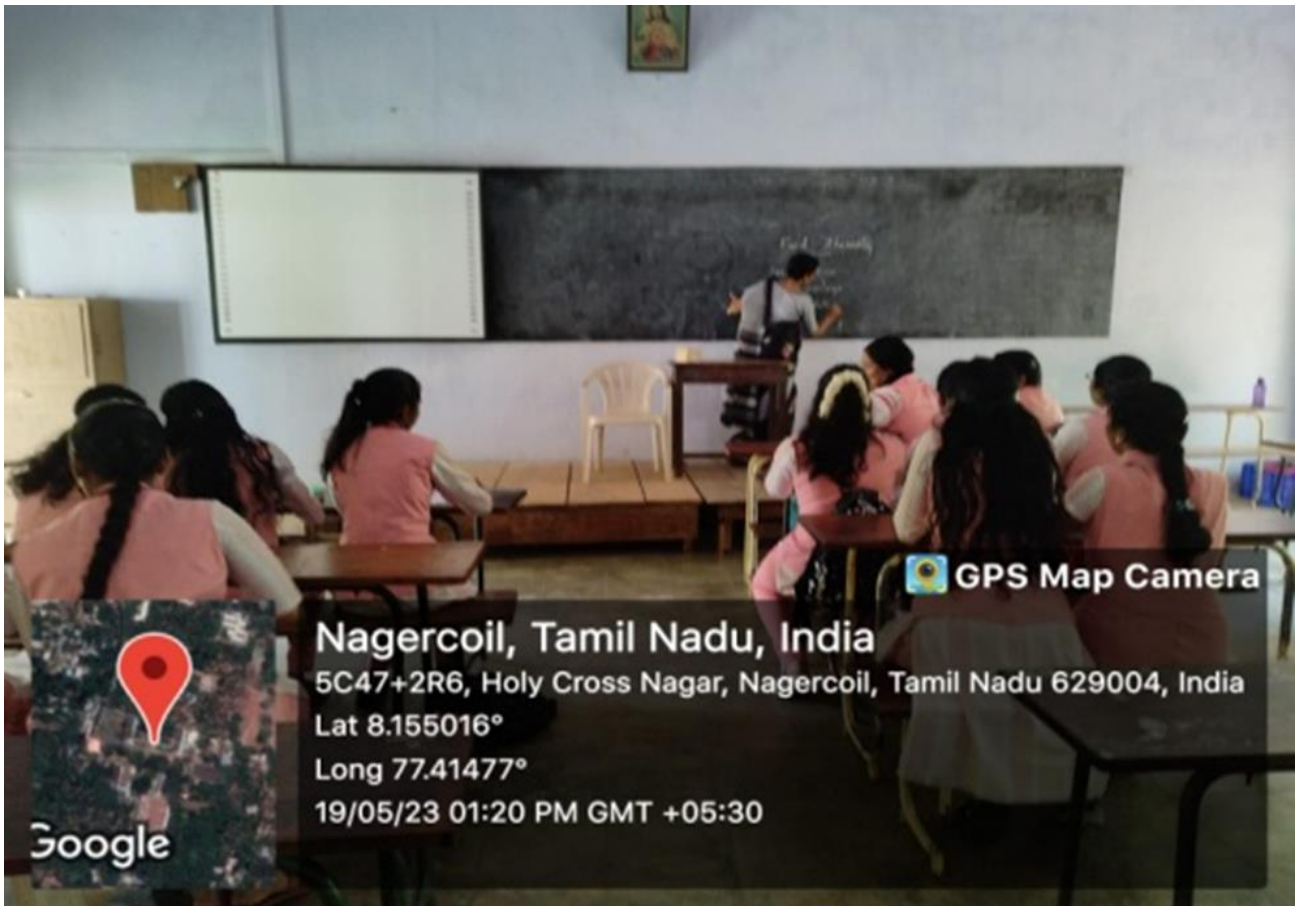 GPS Map Camera
Nagercoil, Tamil Nadu, India
5C47+2R6, Holy Cross Nagar, Nagercoil, Tamil Nadu 629004, India
Lat 8.155016°
Long 77.41477°
19/05/23 01:20 PM GMT +05:30
Google